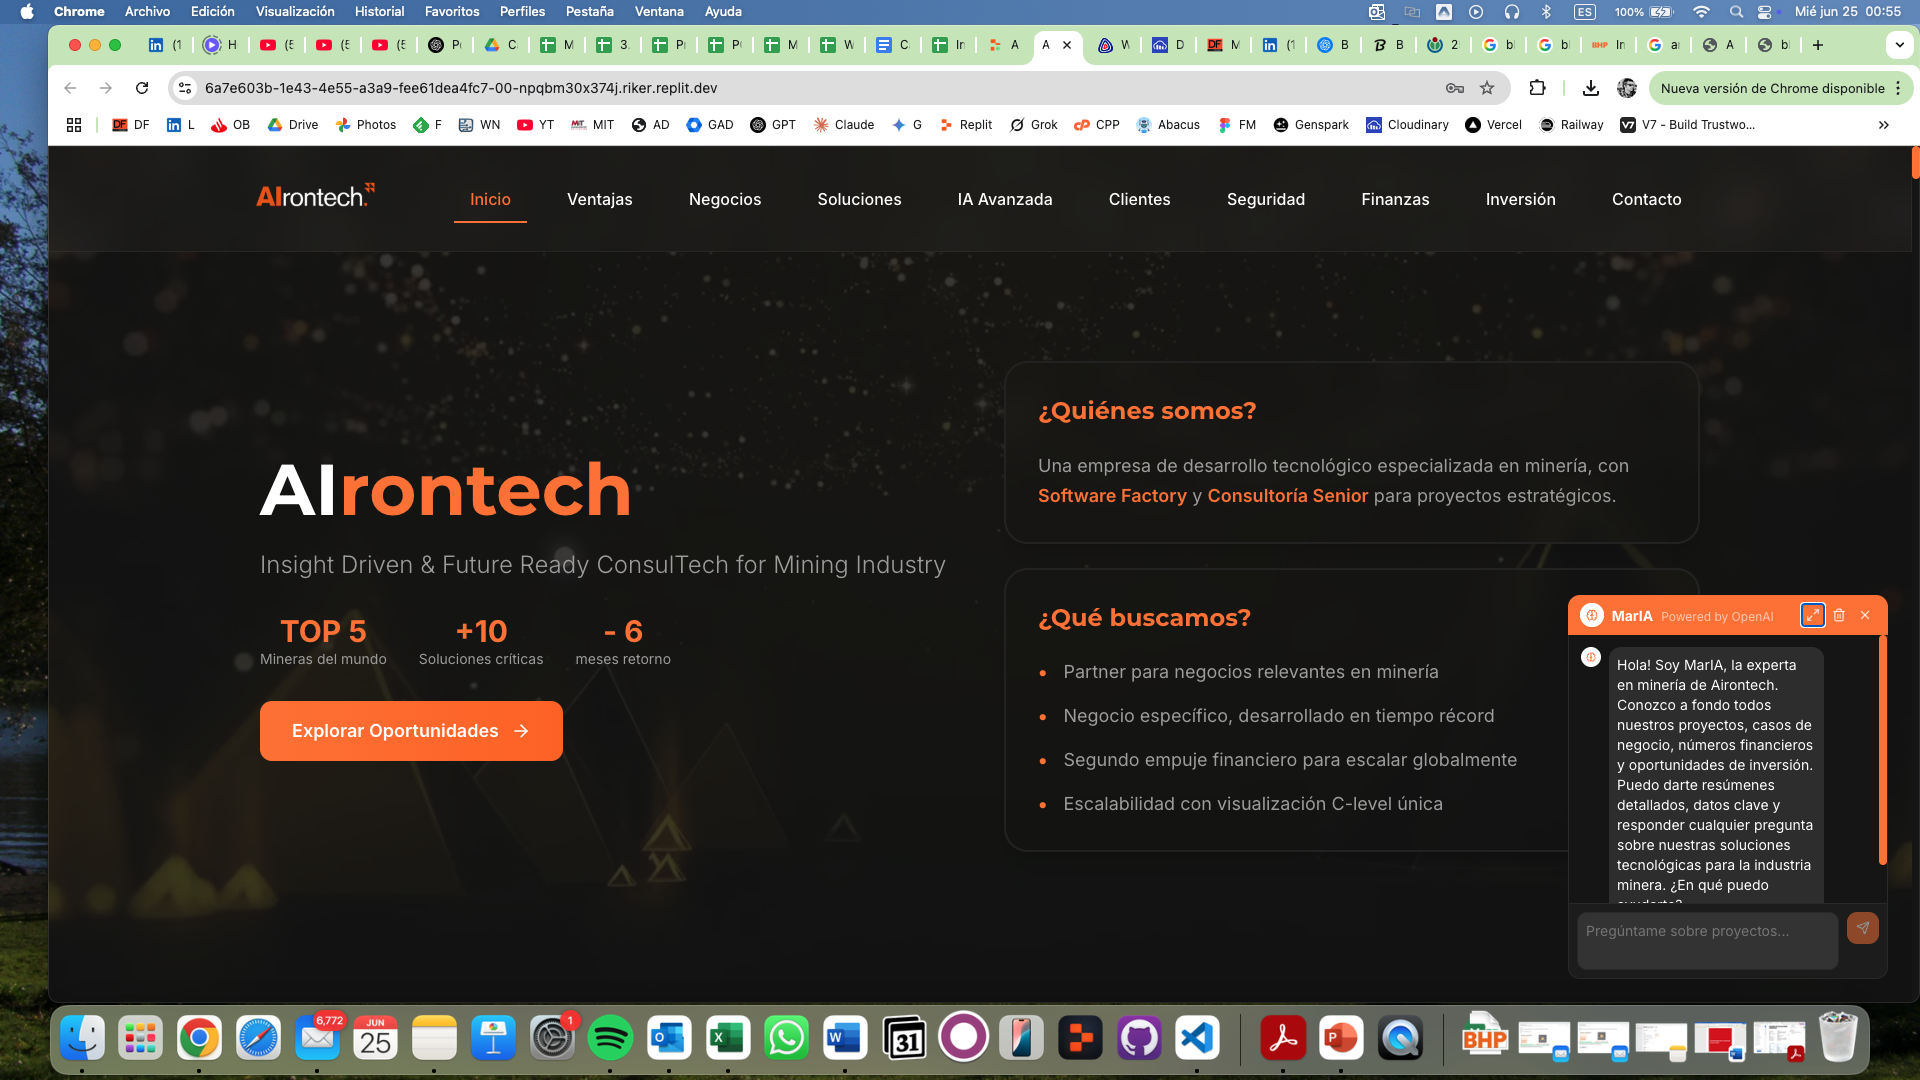 Chrome Archivo Edición Visualización Historial Favoritos Perfiles Pestaña Ventana Ayuda
ES 100% Mié jun 25 00:55
6a7e603b-1e43-4e55-a3a9-fee61dea4fc7-00-npqbm30x374j.riker.replit.dev
Nueva versión de Chrome disponible
DF L OB Drive Photos F WN YT MIT AD GAD GPT Claude G Replit Grok CPP Abacus FM Genspark Cloudinary Vercel Railway V7 - Build Trustwo...
AIrontech.
Inicio Ventajas Negocios Soluciones IA Avanzada Clientes Seguridad Finanzas Inversión Contacto
AIrontech
Insight Driven & Future Ready ConsulTech for Mining Industry
TOP 5 +10 - 6
Mineras del mundo Soluciones críticas meses retorno
Explorar Oportunidades
¿Quiénes somos?
Una empresa de desarrollo tecnológico especializada en minería, con
Software Factory y Consultoría Senior para proyectos estratégicos.
¿Qué buscamos?
• Partner para negocios relevantes en minería
• Negocio específico, desarrollado en tiempo récord
• Segundo empuje financiero para escalar globalmente
• Escalabilidad con visualización C-level única
MarIA Powered by OpenAI
Hola! Soy MarIA, la experta
en minería de Airontech.
Conozco a fondo todos
nuestros proyectos, casos de
negocio, números financieros
y oportunidades de inversión.
Puedo darte resúmenes
detallados, datos clave y
responder cualquier pregunta
sobre nuestras soluciones
tecnológicas para la industria
minera. ¿En qué puedo
Pregúntame sobre proyectos...
6,772
JUN
25
1
31
BHP